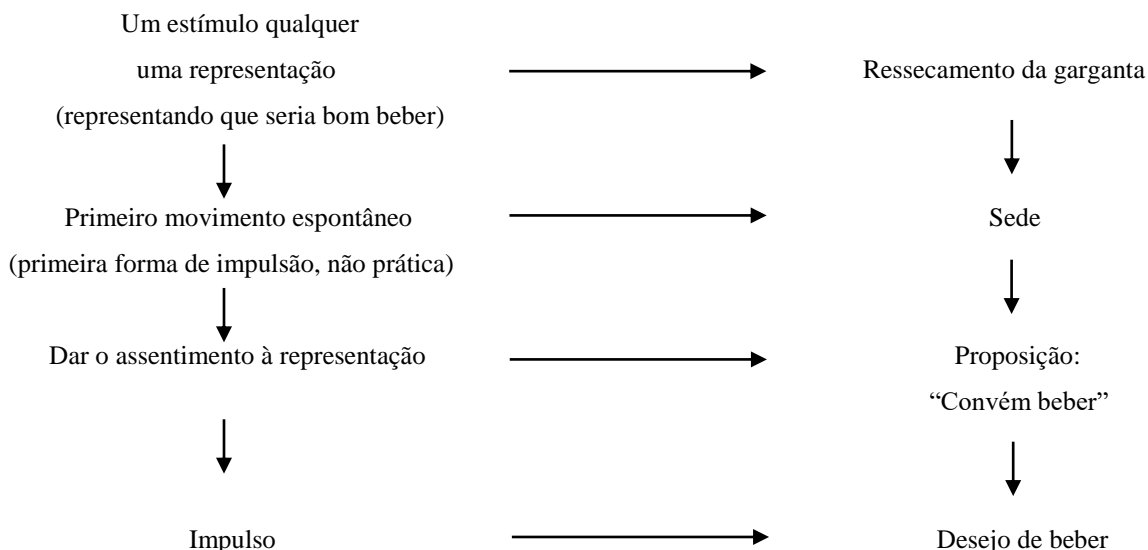 Um estímulo qualquer
uma representação
Ressecamento da garganta
(representando que seria bom beber)
Primeiro movimento espontâneo
Sede
(primeira forma de impulsão, não prática)
Dar o assentimento à representação
Proposição:
“Convém beber”
Impulso
Desejo de beber